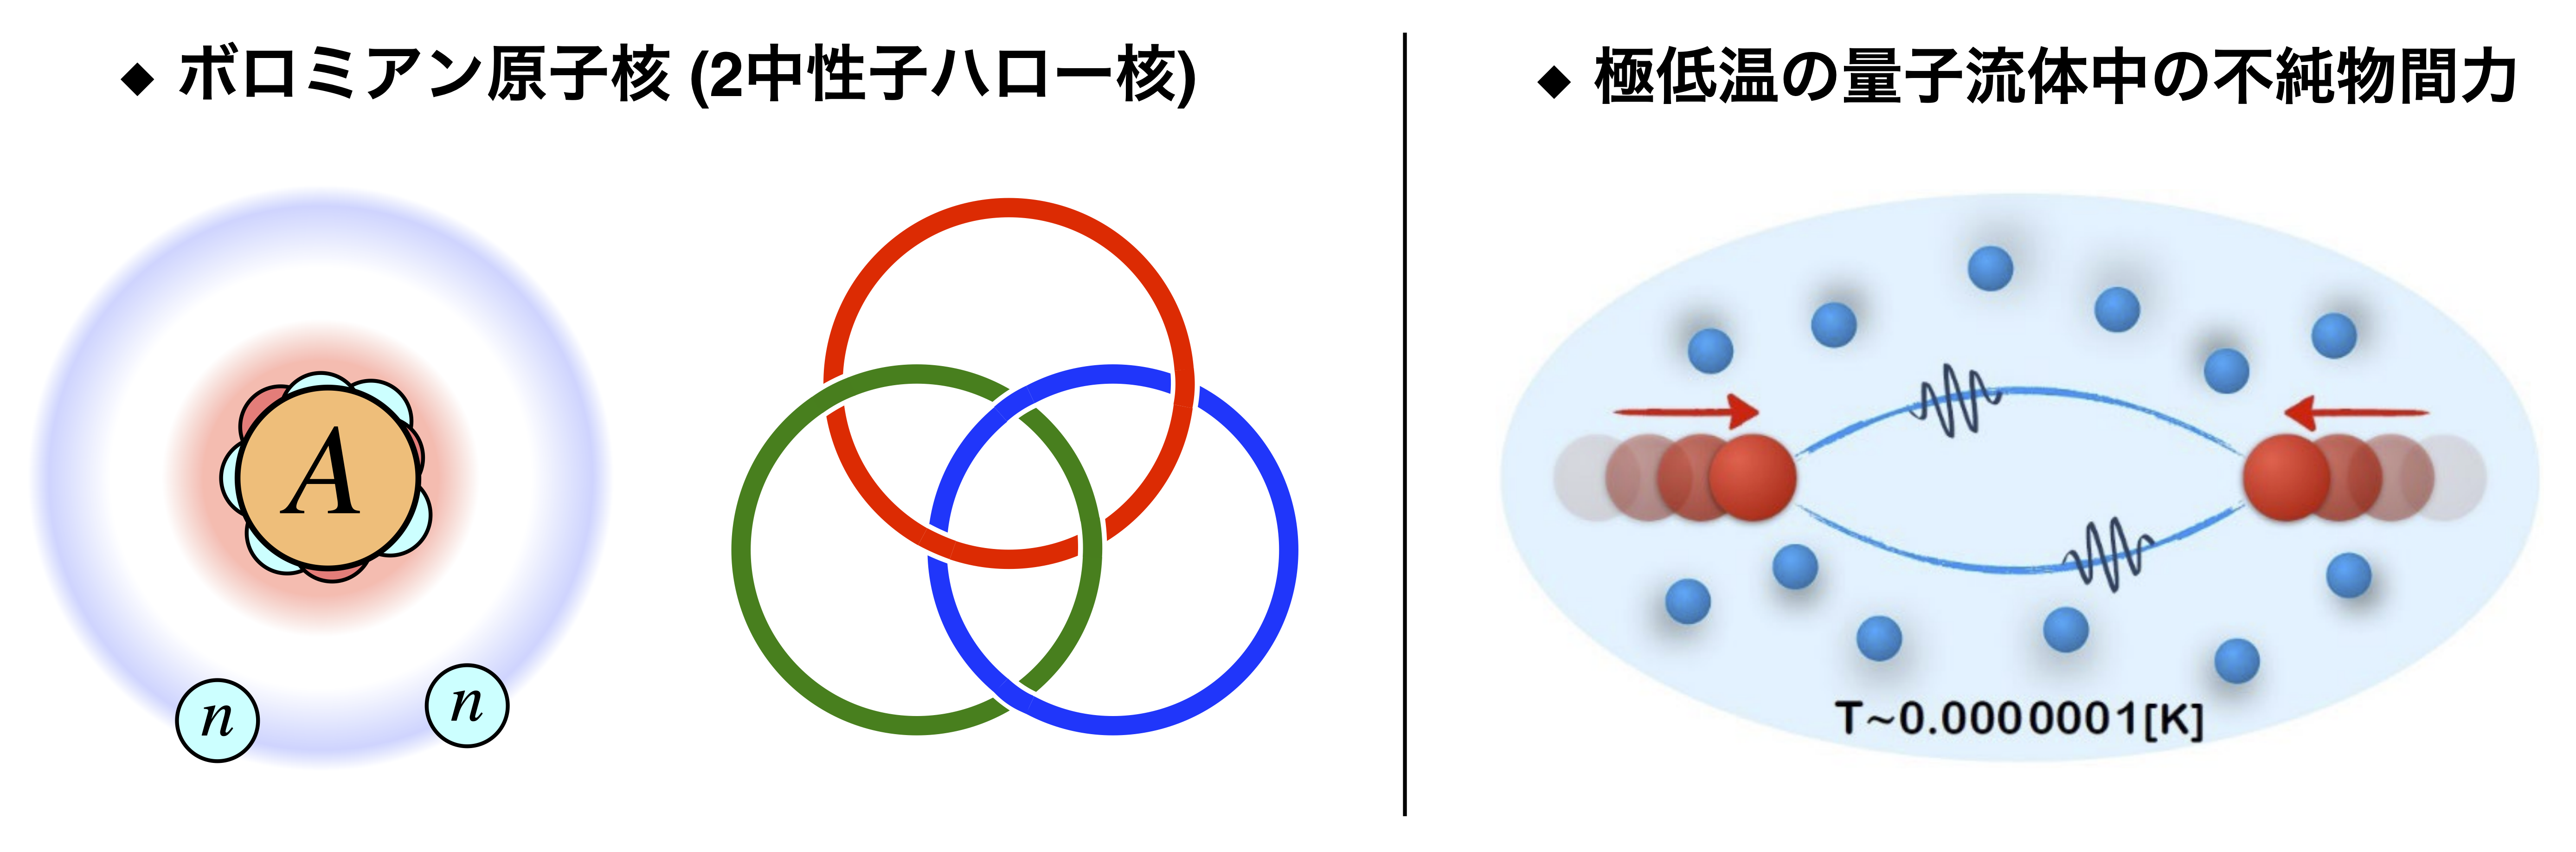 ◆ ボロミアン原子核 (2中性子ハロー核)
A
n
n
◆ 極低温の量子流体中の不純物間力
T~0.0000001[K]